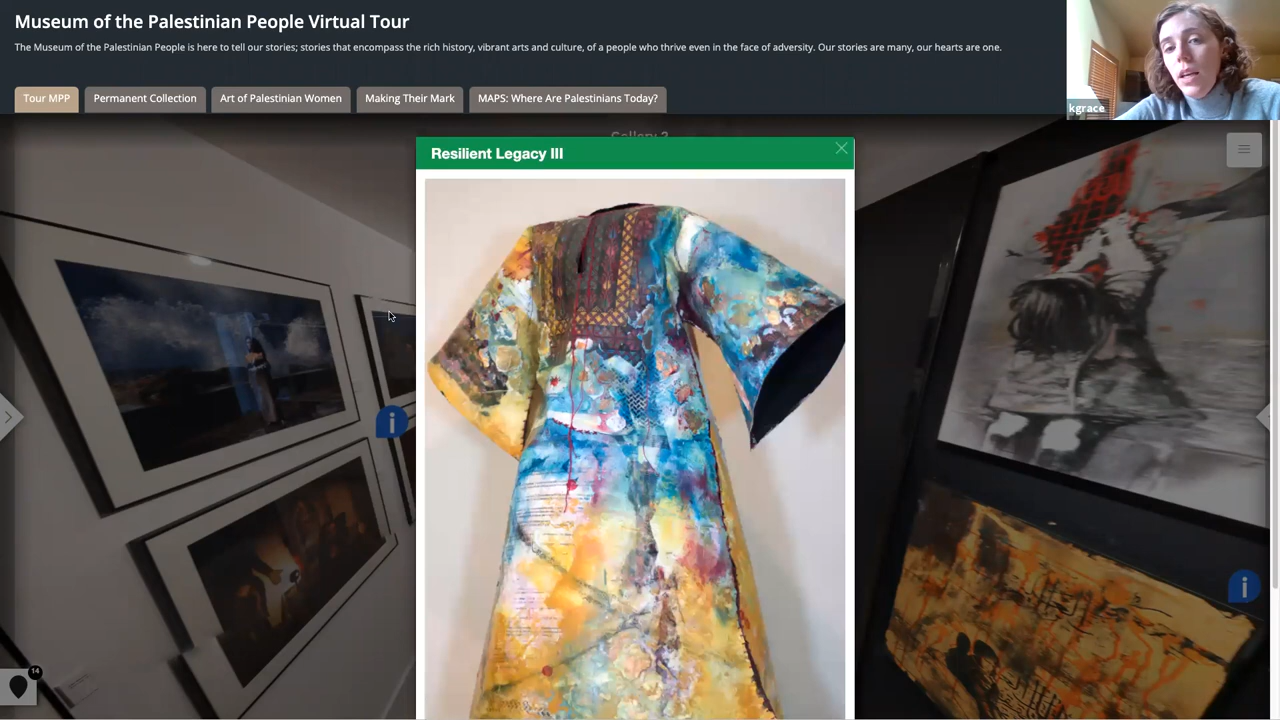 Museum of the Palestinian People Virtual Tour
The Museum of the Palestinian People is here to tell our stories; stories that encompass the rich history, vibrant arts and culture, of a people who thrive even in the face of adversity. Our stories are many, our hearts are one.
kgrace
Tour MPP
Permanent Collection
Art of Palestinian Women
Making Their Mark
MAPS: Where Are Palestinians Today?
Gallery 2
Resilient Legacy III
i
i
14